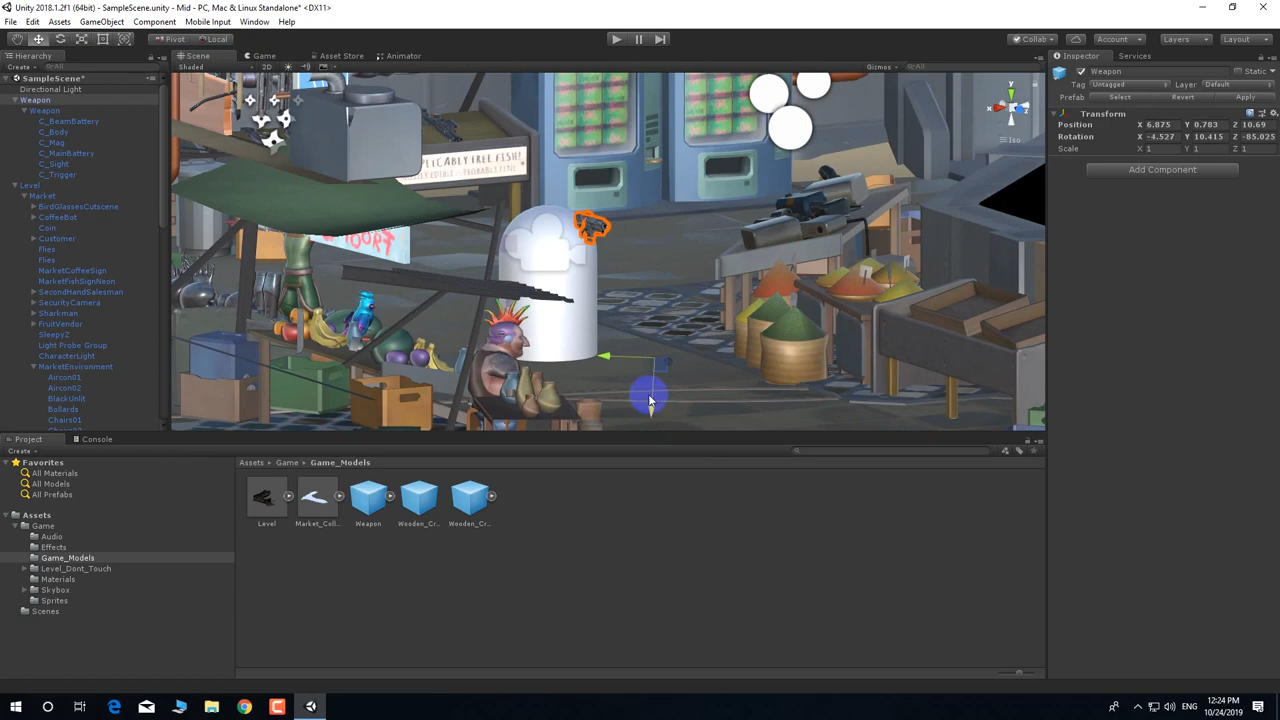 Unity 2018.1.2f1 (64bit) - SampleScene.unity - Mid - PC, Mac & Linux Standalone* <DX11>
File Edit Assets GameObject Component Mobile Input Window Help
Pivot Local Collab Account Layers Layout
Hierarchy Scene Game Asset Store Animator Inspector Services
Create All Shaded 2D Gizmos All
SampleScene*
Directional Light
Weapon
Weapon
C_BeamBattery
C_Body
C_Mag
C_MainBattery
C_Sight
C_Trigger
Level
Market
BirdGlassesCutscene
CoffeeBot
Coin
Customer
Flies
Flies
MarketCoffeeSign
MarketFishSignNeon
SecondHandSalesman
SecurityCamera
Sharkman
FruitVendor
Sleepy2
Light Probe Group
CharacterLight
MarketEnvironment
Aircon01
Aircon02
BlackUnlit
Bollards
Chairs01
y
x
Iso
Weapon Static
Tag Untagged Layer Default
Prefab Select Revert Apply
Transform
Position X 6.875 Y 0.783 Z 10.69
Rotation X -4.527 Y 10.415 Z -85.025
Scale X 1 Y 1 Z 1
Add Component
Project Console
Create
Favorites
All Materials
All Models
All Prefabs
Assets
Game
Audio
Effects
Game_Models
Level_Dont_Touch
Materials
Skybox
Sprites
Scenes
Assets Game Game_Models
Level Market_Coll... Weapon Wooden_Cr... Wooden_Cr...
ENG
12:24 PM
10/24/2019